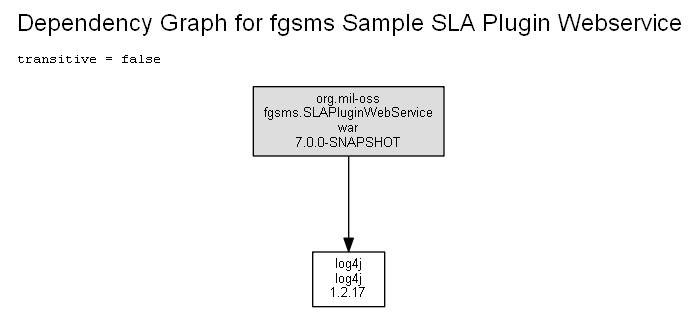 Dependency Graph for fgsms Sample SLA Plugin Webservice
transitive = false
org.mil-oss
fgsms.SLAPluginWebService
war
7.0.0-SNAPSHOT
log4j
log4j
1.2.17